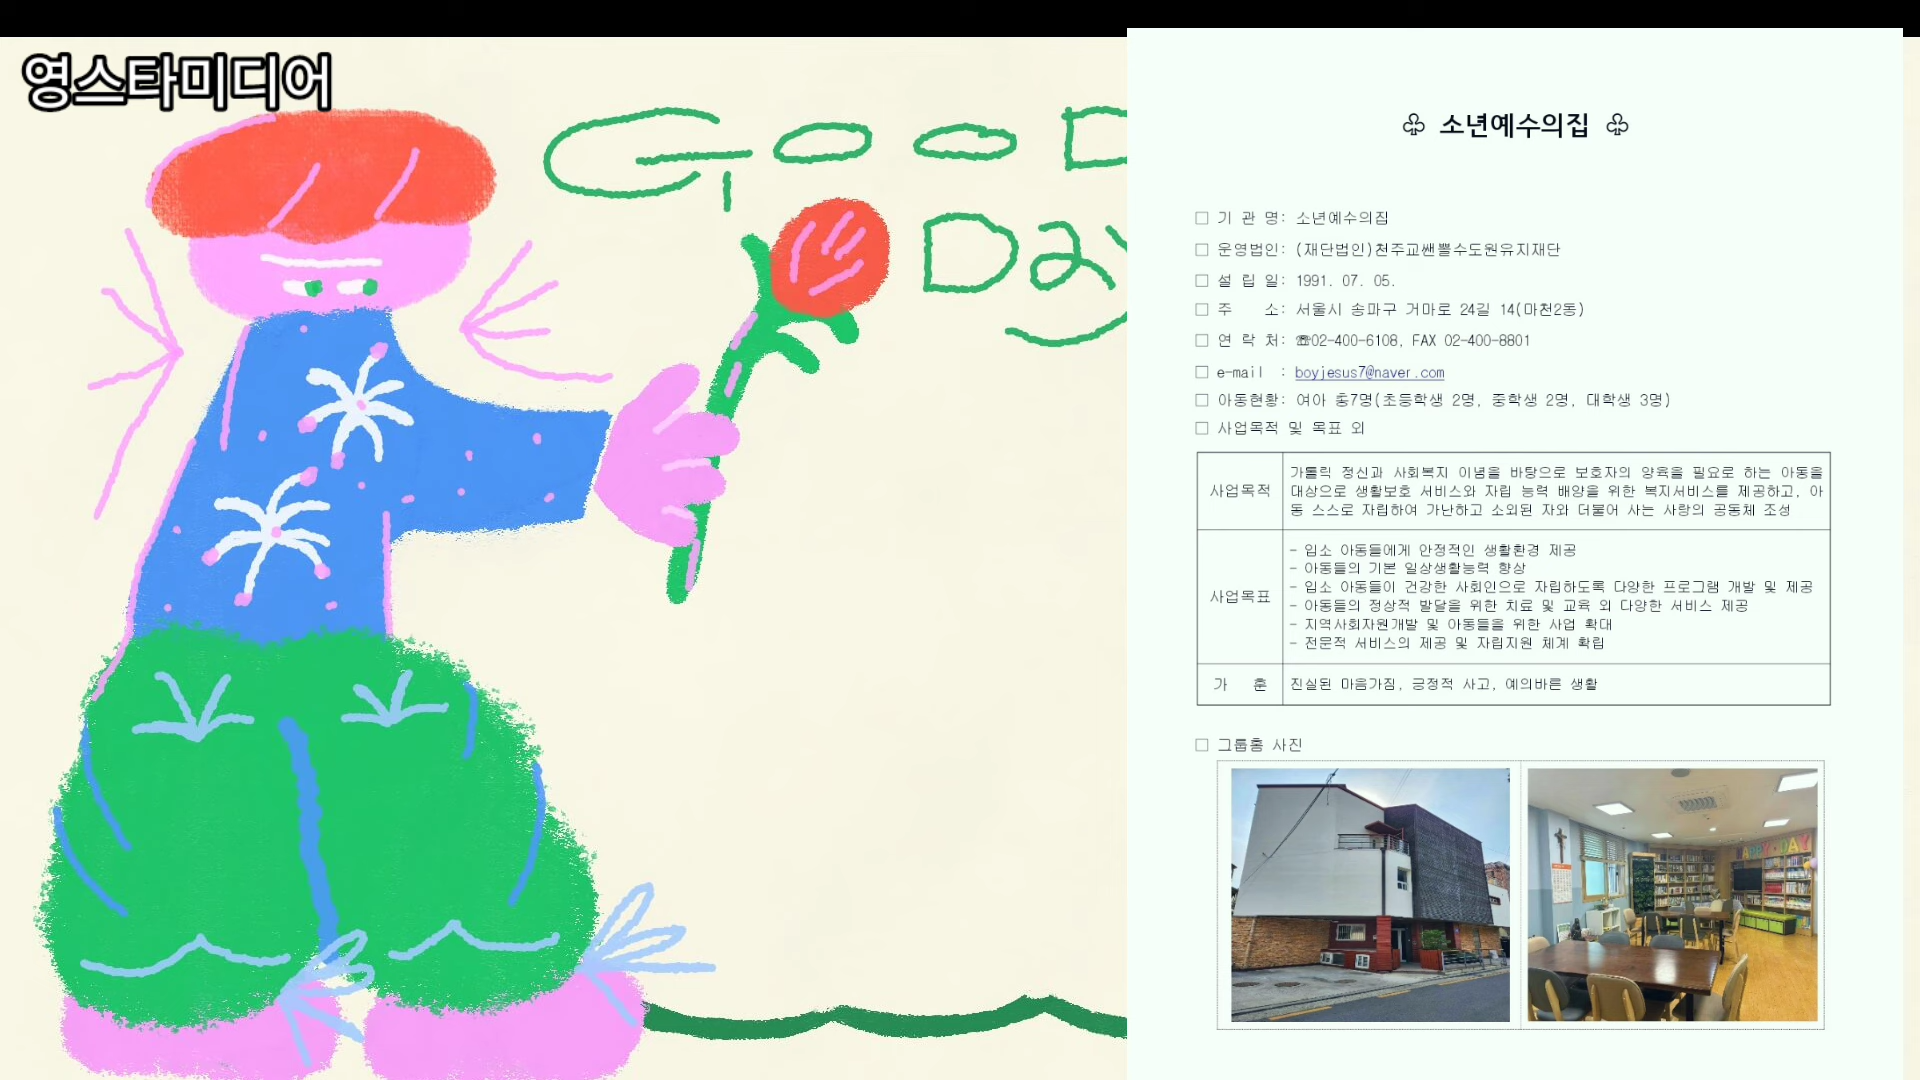 영스타미디어
GOOD
Day
♧ 소년예수의집 ♧
□ 기 관 명: 소년예수의집
□ 운영법인: (재단법인)천주교쌘뽈수도원유지재단
□ 설 립 일: 1991. 07. 05.
□ 주 소: 서울시 송파구 거마로 24길 14(마천2동)
□ 연 락 처: ☏02-400-6108, FAX 02-400-8801
□ e-mail : boyjesus7@naver.com
□ 아동현황: 여아 총7명(초등학생 2명, 중학생 2명, 대학생 3명)
□ 사업목적 및 목표 외
사업목적
가톨릭 정신과 사회복지 이념을 바탕으로 보호자의 양육을 필요로 하는 아동을
대상으로 생활보호 서비스와 자립 능력 배양을 위한 복지서비스를 제공하고, 아
동 스스로 자립하여 가난하고 소외된 자와 더불어 사는 사랑의 공동체 조성
사업목표
- 입소 아동들에게 안정적인 생활환경 제공
- 아동들의 기본 일상생활능력 향상
- 입소 아동들이 건강한 사회인으로 자립하도록 다양한 프로그램 개발 및 제공
- 아동들의 정상적 발달을 위한 치료 및 교육 외 다양한 서비스 제공
- 지역사회자원개발 및 아동들을 위한 사업 확대
- 전문적 서비스의 제공 및 자립지원 체계 확립
가 훈
진실된 마음가짐, 긍정적 사고, 예의바른 생활
□ 그룹홈 사진
HAPPY DAY